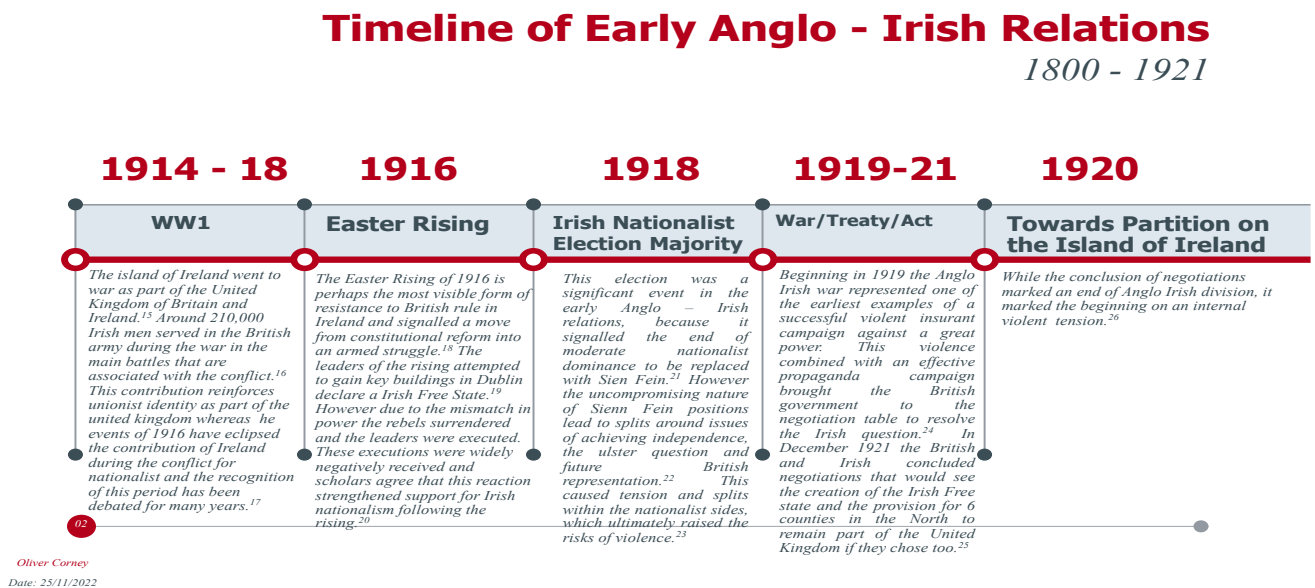 Timeline of Early Anglo - Irish Relations
1800 - 1921
1914 - 18
WW1
The island of Ireland went to
war as part of the United
Kingdom of Britain and
Ireland.15 Around 210,000
Irish men served in the British
army during the war in the
main battles that are
associated with the conflict.16
This contribution reinforces
unionist identity as part of the
united kingdom whereas he
events of 1916 have eclipsed
the contribution of Ireland
during the conflict for
nationalist and the recognition
of this period has been
debated for many years.17
1916
Easter Rising
The Easter Rising of 1916 is
perhaps the most visible form of
resistance to British rule in
Ireland and signalled a move
from constitutional reform into
an armed struggle.18 The
leaders of the rising attempted
to gain key buildings in Dublin
declare a Irish Free State.19
However due to the mismatch in
power the rebels surrendered
and the leaders were executed.
These executions were widely
negatively received and
scholars agree that this reaction
strengthened support for Irish
nationalism following the
rising.20
1918
Irish Nationalist
Election Majority
This election was a
significant event in the
early Anglo – Irish
relations, because it
signalled the end of
moderate nationalist
dominance to be replaced
with Sien Fein.21 However
the uncompromising nature
of Sienn Fein positions
lead to splits around issues
of achieving independence,
the ulster question and
future British
representation.22 This
caused tension and splits
within the nationalist sides,
which ultimately raised the
risks of violence.23
1919-21
War/Treaty/Act
Beginning in 1919 the Anglo
Irish war represented one of
the earliest examples of a
successful violent insurant
campaign against a great
power. This violence
combined with an effective
propaganda campaign
brought the British
government to the
negotiation table to resolve
the Irish question.24 In
December 1921 the British
and Irish concluded
negotiations that would see
the creation of the Irish Free
state and the provision for 6
counties in the North to
remain part of the United
Kingdom if they chose too.25
1920
Towards Partition on
the Island of Ireland
While the conclusion of negotiations
marked an end of Anglo Irish division, it
marked the beginning on an internal
violent tension.26
02
Oliver Corney
Date: 25/11/2022